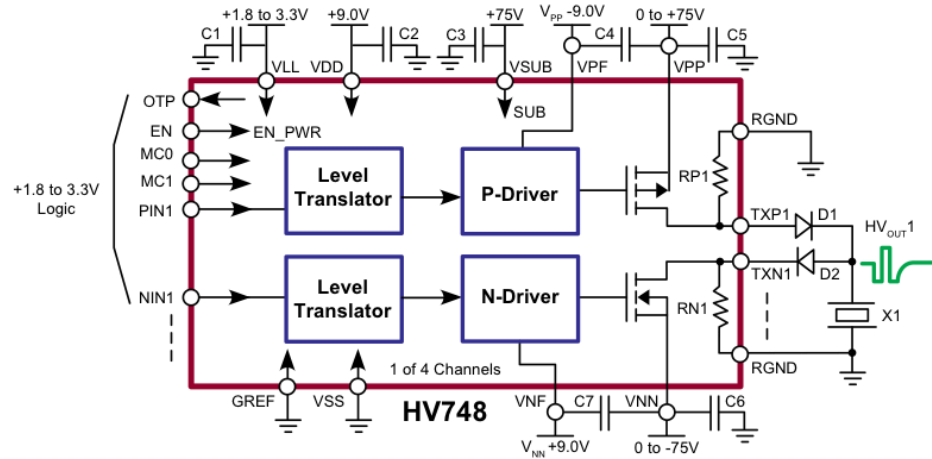 +1.8 to 3.3V
+9.0V
+75V
V_PP -9.0V
0 to +75V
C1
C2
C3
C4
C5
VLL
VDD
VSUB
VPF
VPP
OTP
EN
EN_PWR
SUB
RGND
MC0
MC1
+1.8 to 3.3V
Logic
PIN1
Level
Translator
P-Driver
RP1
TXP1
D1
HV_OUT1
NIN1
Level
Translator
N-Driver
RN1
TXN1
D2
X1
1 of 4 Channels
RGND
GREF
VSS
HV748
VNF
C7
VNN
C6
V_NN +9.0V
0 to -75V